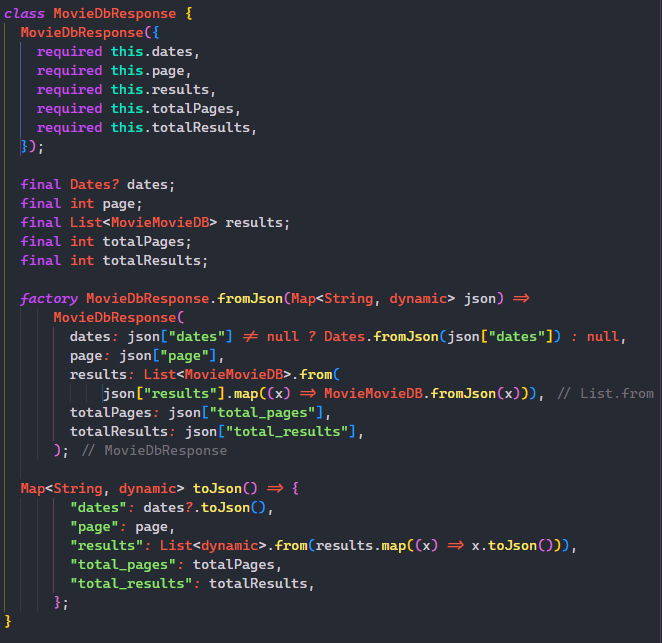 class MovieDbResponse {
  MovieDbResponse({
    required this.dates,
    required this.page,
    required this.results,
    required this.totalPages,
    required this.totalResults,
  });

  final Dates? dates;
  final int page;
  final List<MovieMovieDB> results;
  final int totalPages;
  final int totalResults;

  factory MovieDbResponse.fromJson(Map<String, dynamic> json) =>
      MovieDbResponse(
        dates: json["dates"] != null ? Dates.fromJson(json["dates"]) : null,
        page: json["page"],
        results: List<MovieMovieDB>.from(
            json["results"].map((x) => MovieMovieDB.fromJson(x))), // List.from
        totalPages: json["total_pages"],
        totalResults: json["total_results"],
      ); // MovieDbResponse

  Map<String, dynamic> toJson() => {
        "dates": dates?.toJson(),
        "page": page,
        "results": List<dynamic>.from(results.map((x) => x.toJson())),
        "total_pages": totalPages,
        "total_results": totalResults,
      };
}